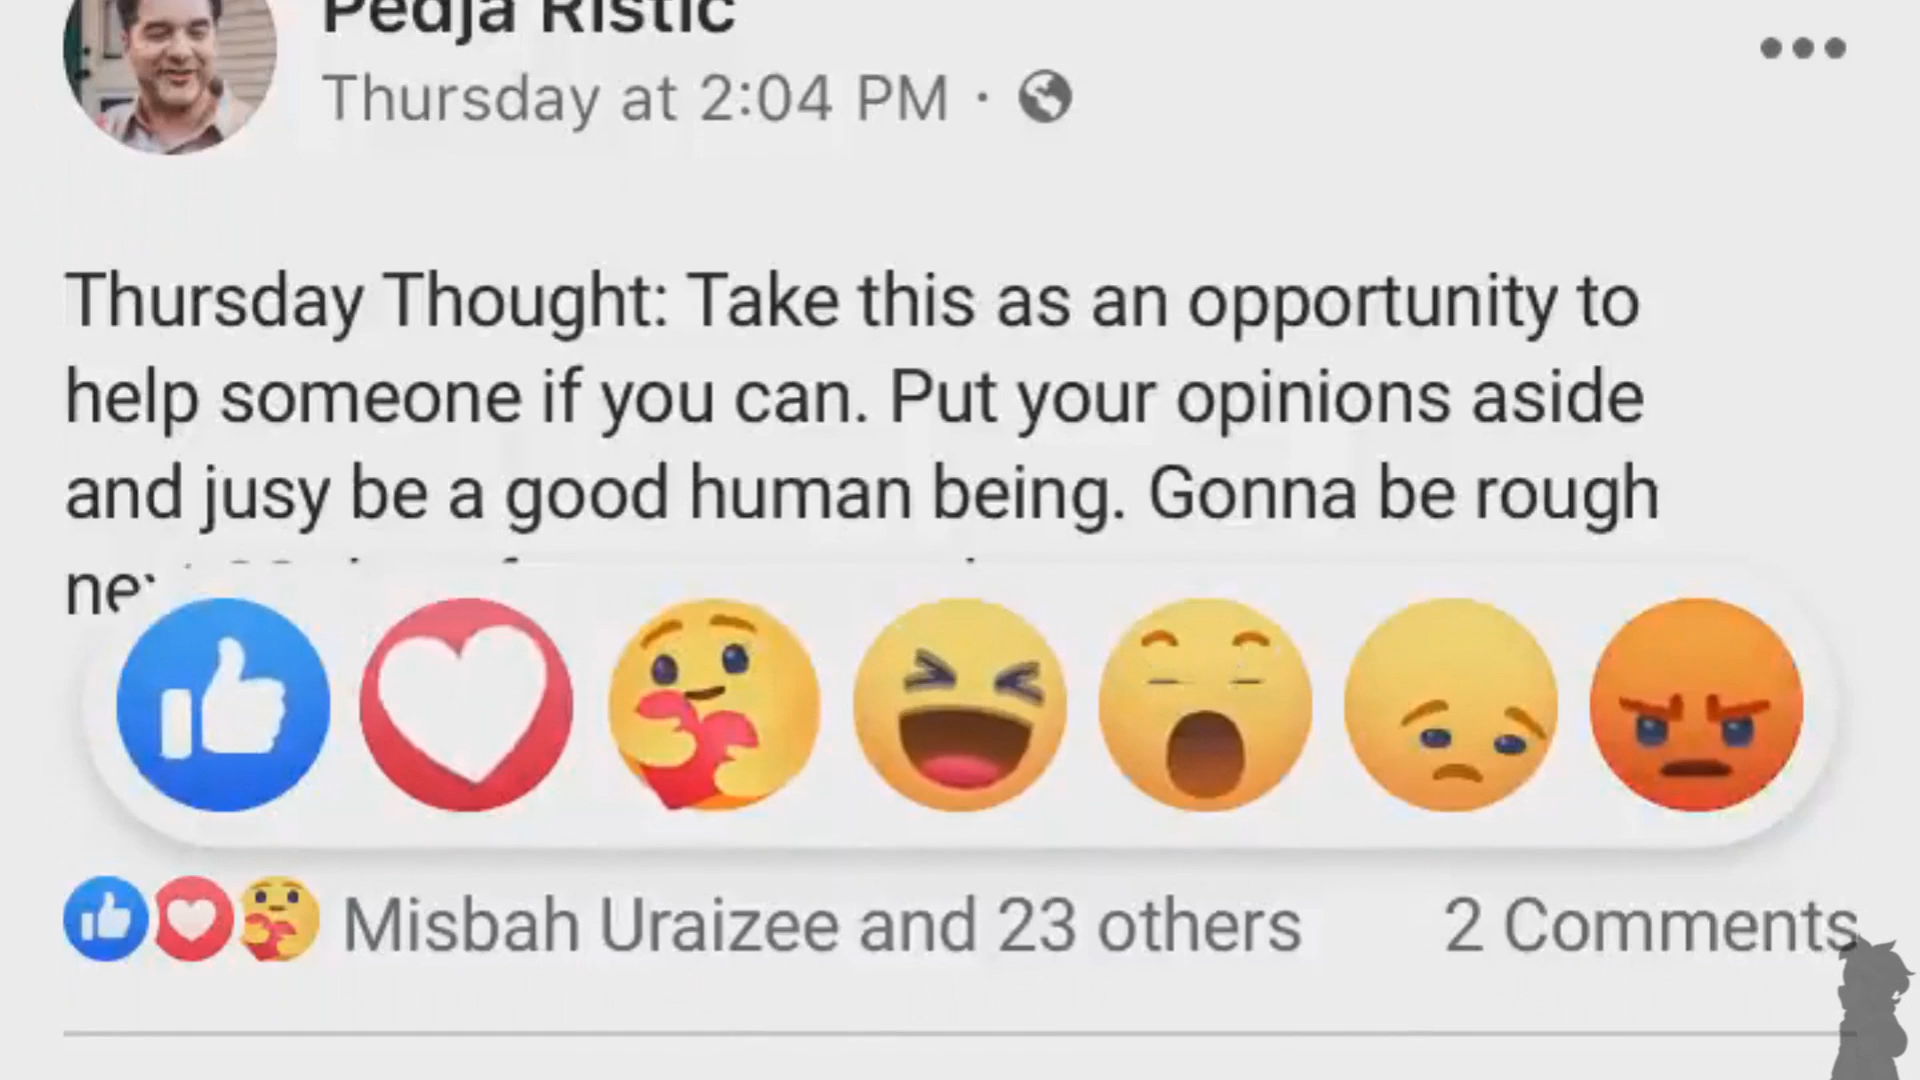 Pedja Ristic
Thursday at 2:04 PM ·
Thursday Thought: Take this as an opportunity to
help someone if you can. Put your opinions aside
and jusy be a good human being. Gonna be rough
Misbah Uraizee and 23 others
2 Comments